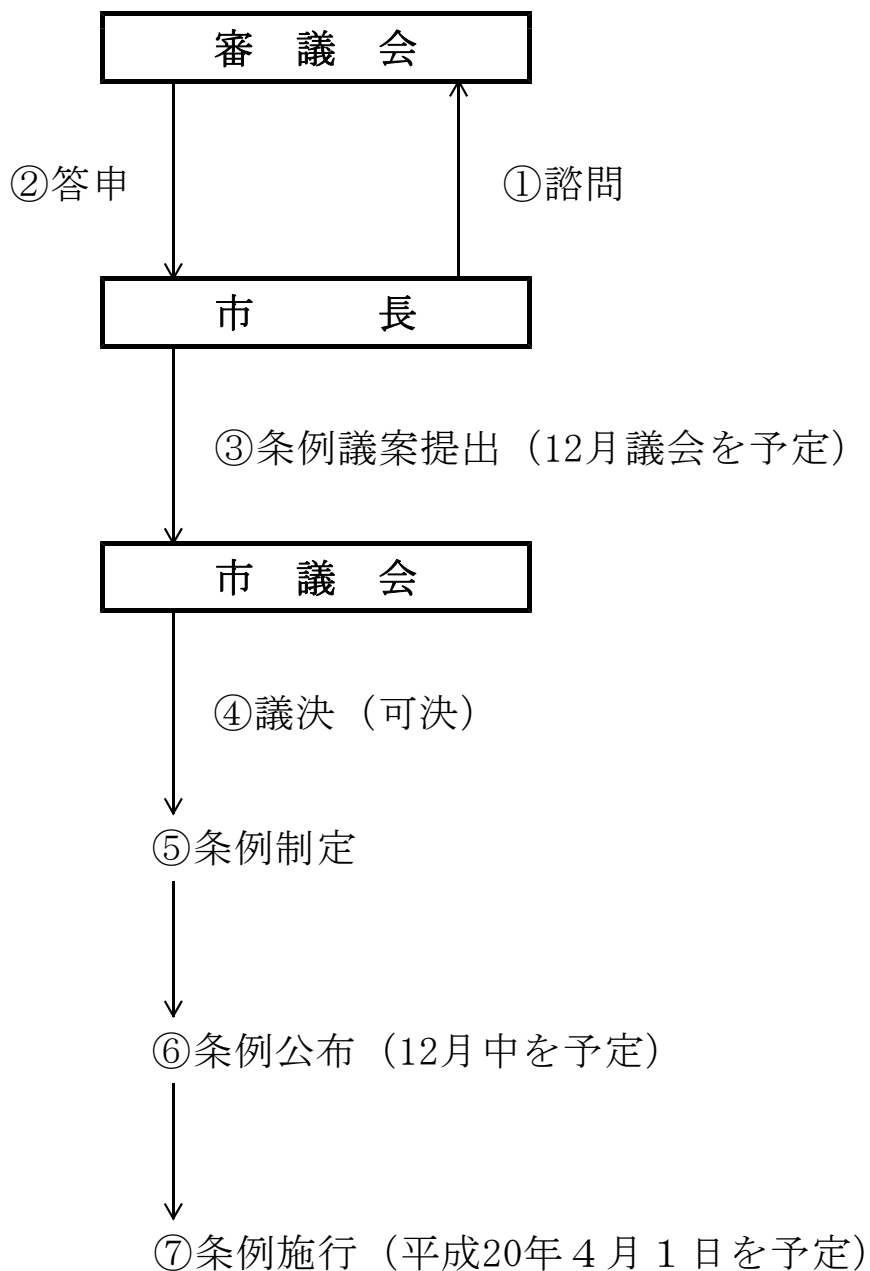 審 議 会
②答申
①諮問
市 長
③条例議案提出（12月議会を予定）
市 議 会
④議決（可決）
⑤条例制定
⑥条例公布（12月中を予定）
⑦条例施行（平成20年４月１日を予定）